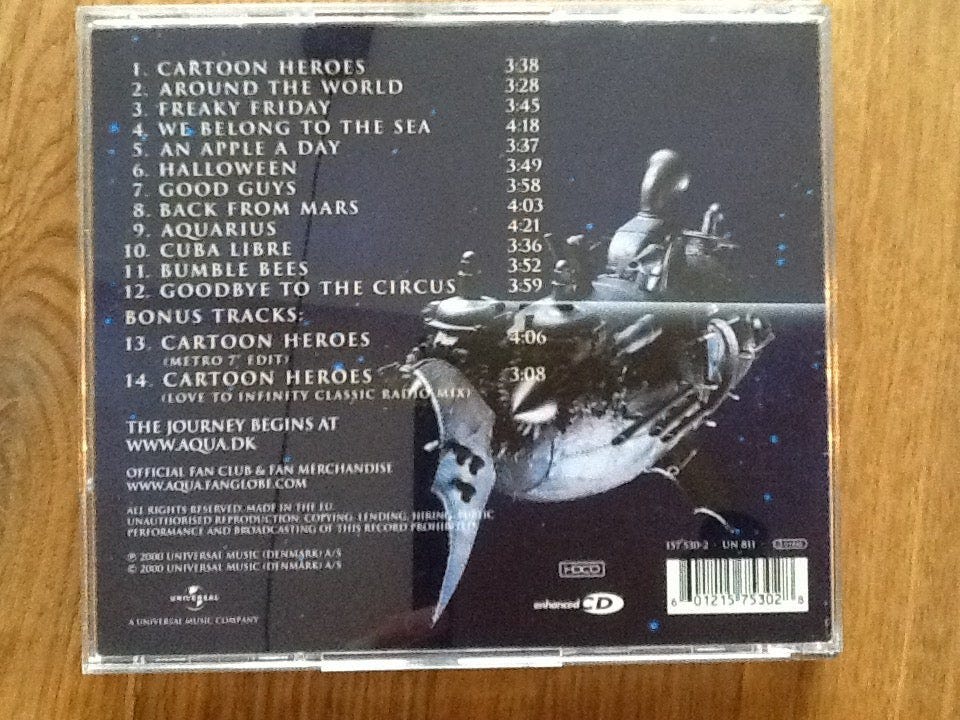 1. CARTOON HEROES 3:38
2. AROUND THE WORLD 3:28
3. FREAKY FRIDAY 3:45
4. WE BELONG TO THE SEA 4:18
5. AN APPLE A DAY 3:37
6. HALLOWEEN 3:49
7. GOOD GUYS 3:58
8. BACK FROM MARS 4:03
9. AQUARIUS 4:21
10. CUBA LIBRE 3:36
11. BUMBLE BEES 3:52
12. GOODBYE TO THE CIRCUS 3:59
BONUS TRACKS:
13. CARTOON HEROES 4:06
(METRO 7" EDIT)
14. CARTOON HEROES 3:08
(LOVE TO INFINITY CLASSIC RADIO MIX)
THE JOURNEY BEGINS AT
WWW.AQUA.DK
OFFICIAL FAN CLUB & FAN MERCHANDISE
WWW.AQUA.FANGLOBE.COM
ALL RIGHTS RESERVED. MADE IN THE EU.
UNAUTHORISED REPRODUCTION, COPYING, LENDING, HIRING, PUBLIC
PERFORMANCE AND BROADCASTING OF THIS RECORD PROHIBITED
℗ 2000 UNIVERSAL MUSIC (DENMARK) A/S
© 2000 UNIVERSAL MUSIC (DENMARK) A/S
UNIVERSAL
A UNIVERSAL MUSIC COMPANY
HDCD
enhanced CD
157 530-2 · UN 811 ·
6 01215 75302 8